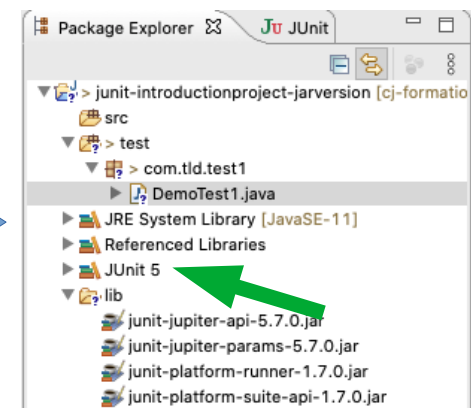 Package Explorer JU JUnit
> junit-introductionproject-jarversion [cj-formatio
src
> test
> com.tld.test1
DemoTest1.java
JRE System Library [JavaSE-11]
Referenced Libraries
JUnit 5
lib
junit-jupiter-api-5.7.0.jar
junit-jupiter-params-5.7.0.jar
junit-platform-runner-1.7.0.jar
junit-platform-suite-api-1.7.0.jar